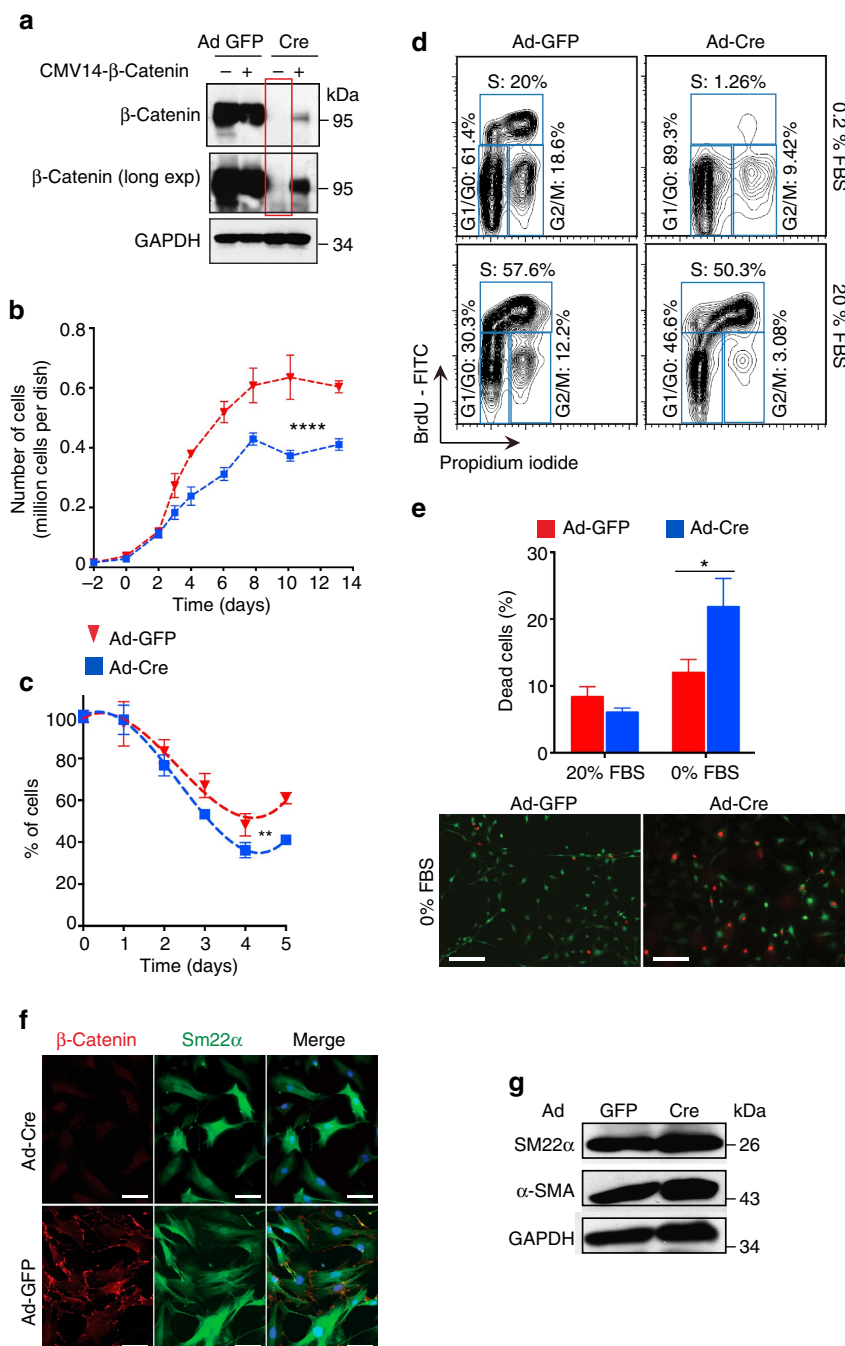 a
Ad GFP Cre
CMV14-β-Catenin − + − +
kDa
β-Catenin 95
β-Catenin (long exp) 95
GAPDH 34
b
Number of cells
(million cells per dish)
0.8
0.6
0.4
0.2
0
****
−2 0 2 4 6 8 10 12 14
Time (days)
Ad-GFP
Ad-Cre
c
% of cells
100
80
60
40
20
0
**
0 1 2 3 4 5
Time (days)
d
Ad-GFP Ad-Cre
S: 20%
G1/G0: 61.4%
G2/M: 18.6%
S: 1.26%
G1/G0: 89.3%
G2/M: 9.42%
0.2 % FBS
S: 57.6%
G1/G0: 30.3%
G2/M: 12.2%
S: 50.3%
G1/G0: 46.6%
G2/M: 3.08%
20 % FBS
BrdU - FITC
Propidium iodide
e
Ad-GFP Ad-Cre
Dead cells (%)
30
20
10
0
*
20% FBS 0% FBS
Ad-GFP Ad-Cre
0% FBS
f
β-Catenin Sm22α Merge
Ad-Cre
Ad-GFP
g
Ad GFP Cre kDa
SM22α 26
α-SMA 43
GAPDH 34